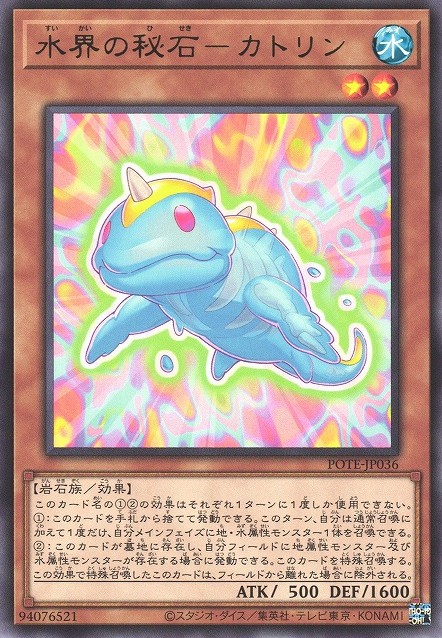 水界の秘石－カトリン
水
POTE-JP036
【岩石族／効果】
このカード名の①②の効果はそれぞれ1ターンに1度しか使用できない。
①：このカードを手札から捨てて発動できる。このターン、自分は通常召喚に
加えて1度だけ、自分メインフェイズに地・水属性モンスター1体を召喚できる。
②：このカードが墓地に存在し、自分フィールドに地属性モンスター及び
水属性モンスターが存在する場合に発動できる。このカードを特殊召喚する。
この効果で特殊召喚したこのカードは、フィールドから離れた場合に除外される。
ATK/ 500 DEF/1600
94076521
©スタジオ・ダイス／集英社・テレビ東京・KONAMI